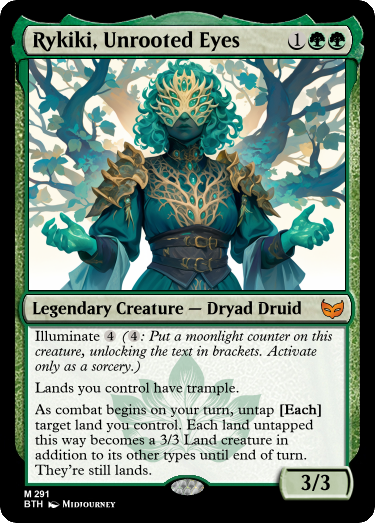 Rykiki, Unrooted Eyes 1
Legendary Creature — Dryad Druid
Illuminate 4 (4: Put a moonlight counter on this
creature, unlocking the text in brackets. Activate
only as a sorcery.)
Lands you control have trample.
As combat begins on your turn, untap [Each]
target land you control. Each land untapped
this way becomes a 3/3 Land creature in
addition to its other types until end of turn.
They're still lands.
3/3
M 291
BTH MIDJOURNEY